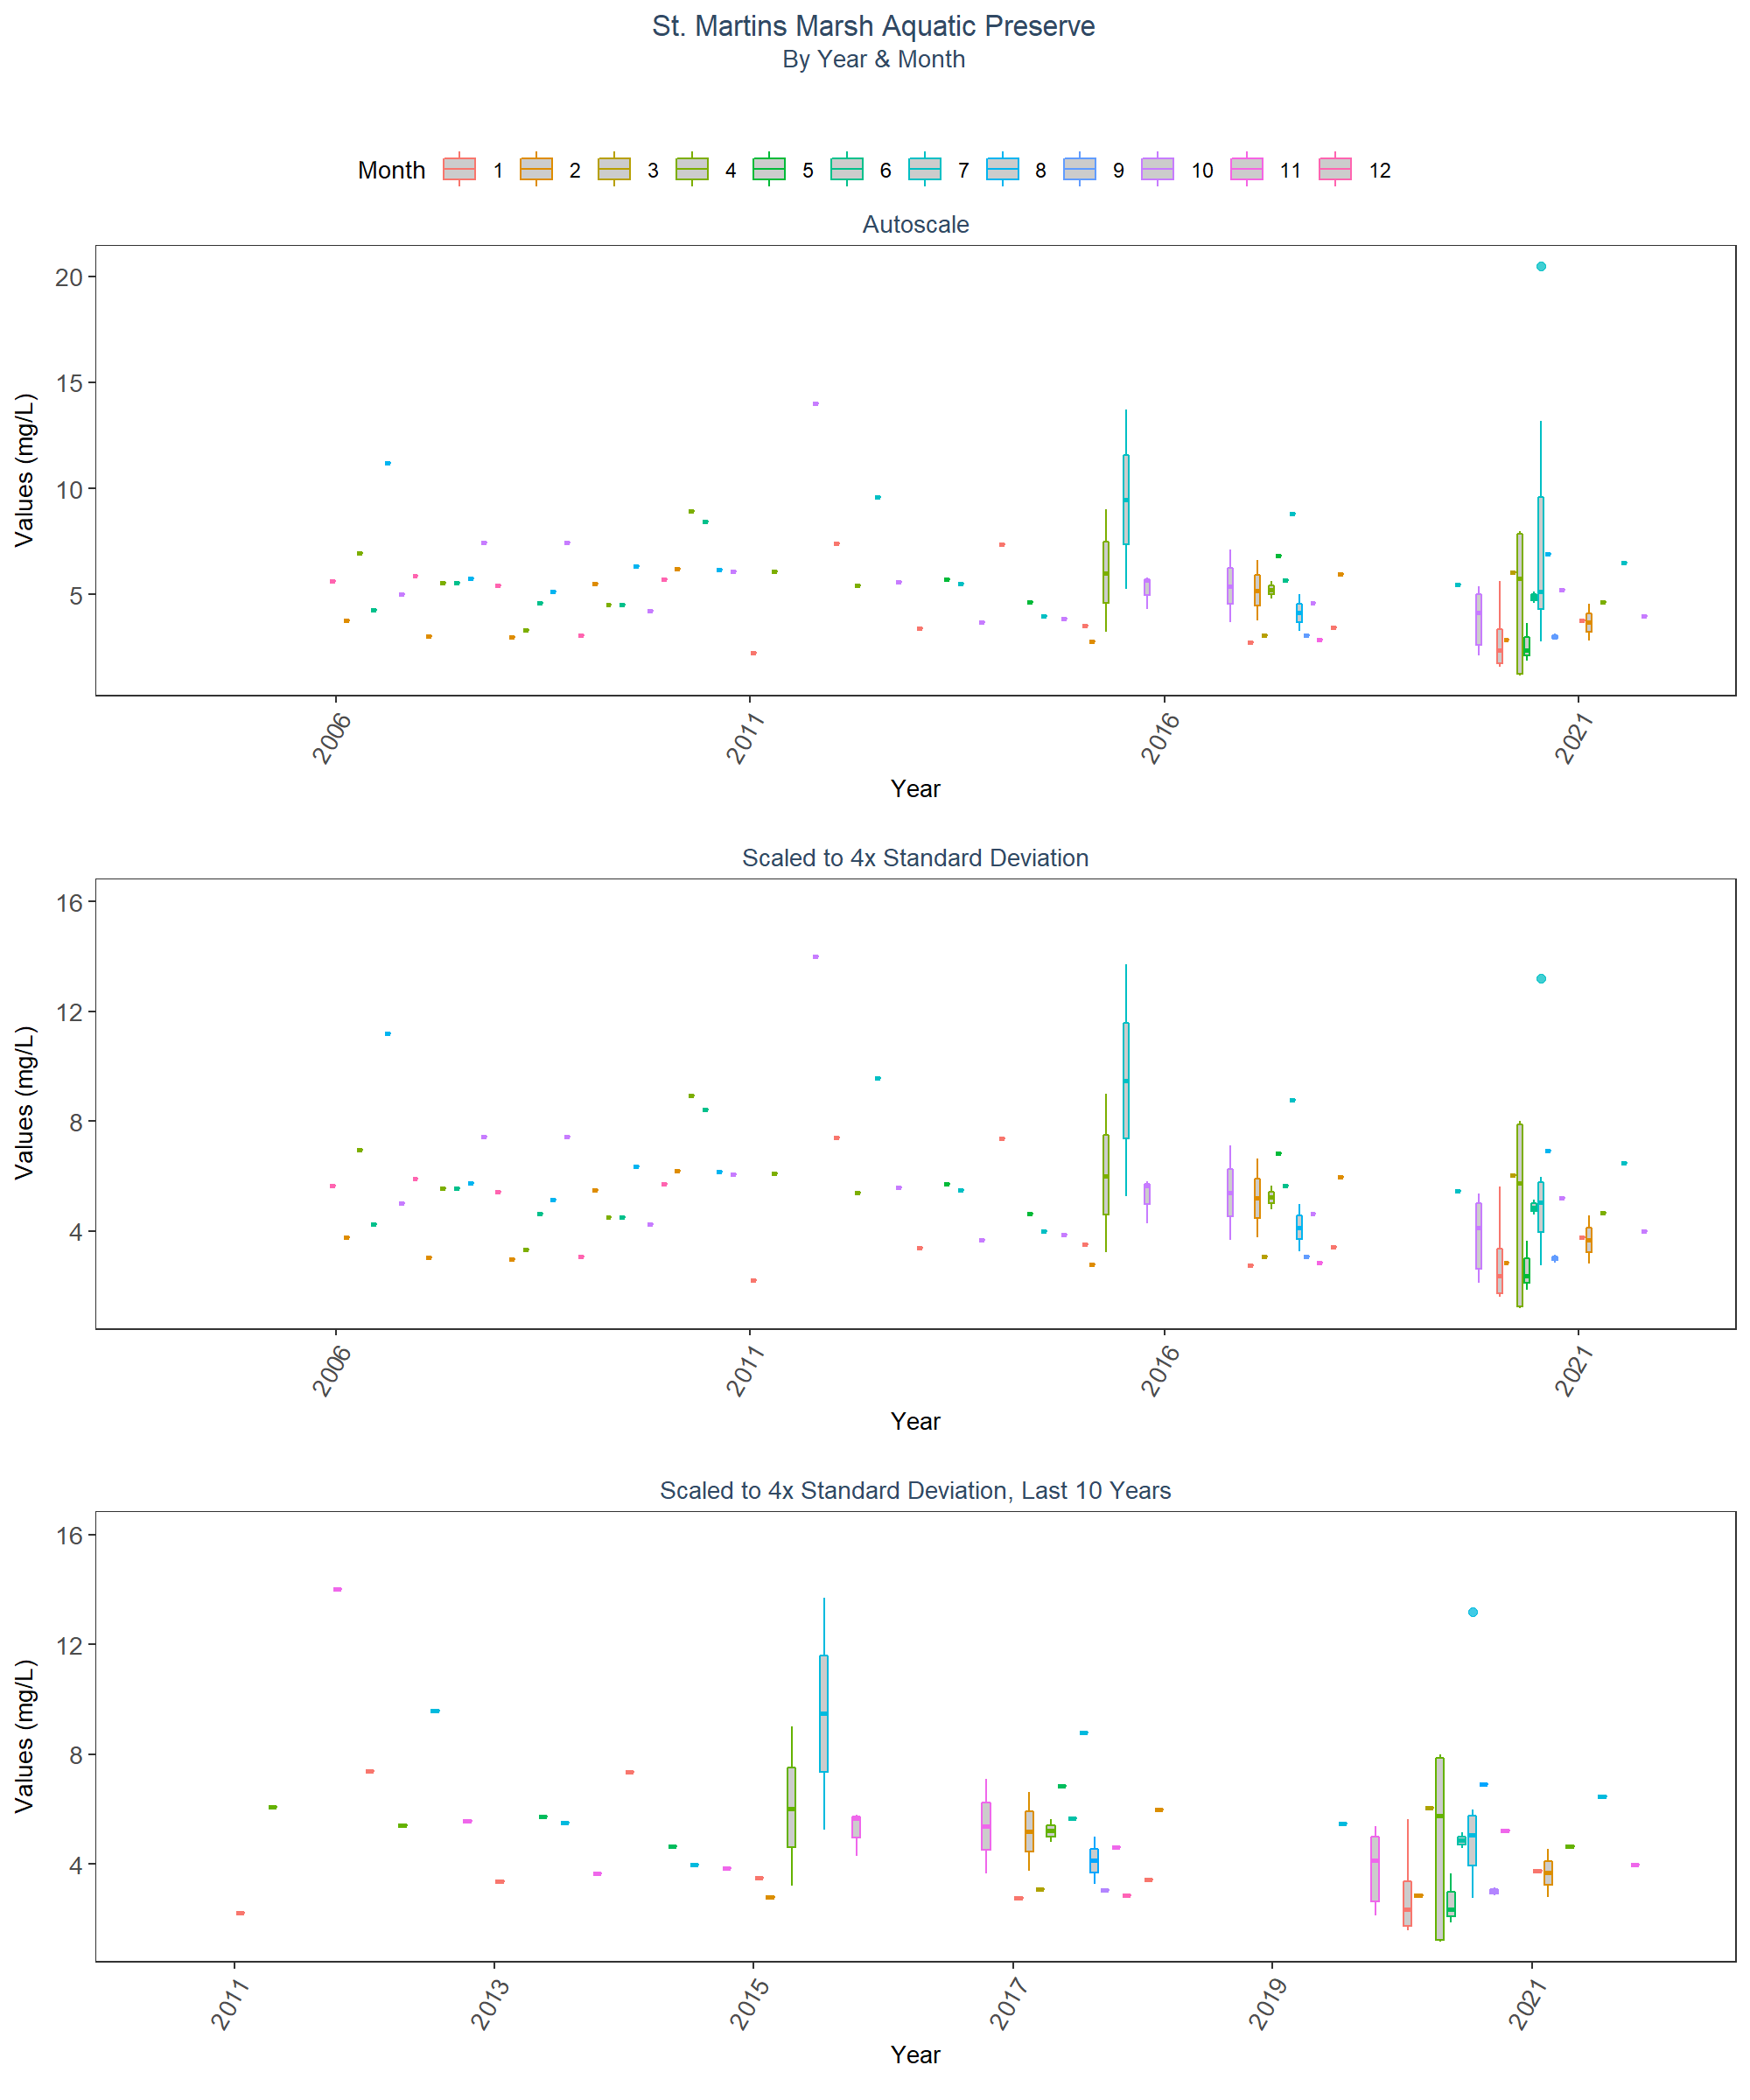 St. Martins Marsh Aquatic Preserve
By Year & Month
Month 1 2 3 4 5 6 7 8 9 10 11 12
Autoscale
Values (mg/L)
20
15
10
5
2006 2011 2016 2021
Year
Scaled to 4x Standard Deviation
Values (mg/L)
16
12
8
4
2006 2011 2016 2021
Year
Scaled to 4x Standard Deviation, Last 10 Years
Values (mg/L)
16
12
8
4
2011 2013 2015 2017 2019 2021
Year